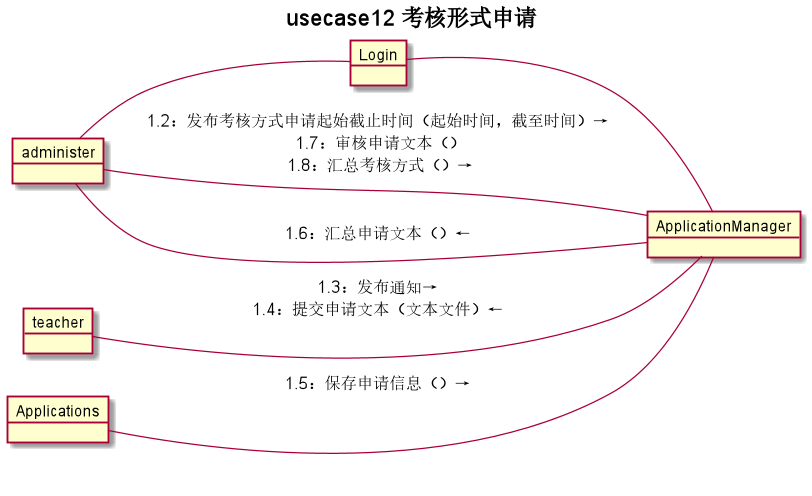 usecase12 考核形式申请
Login
1.2：发布考核方式申请起始截止时间（起始时间，截至时间）→
1.7：审核申请文本（）
administer
1.8：汇总考核方式（）→
ApplicationManager
1.6：汇总申请文本（）←
1.3：发布通知→
1.4：提交申请文本（文本文件）←
teacher
1.5：保存申请信息（）→
Applications